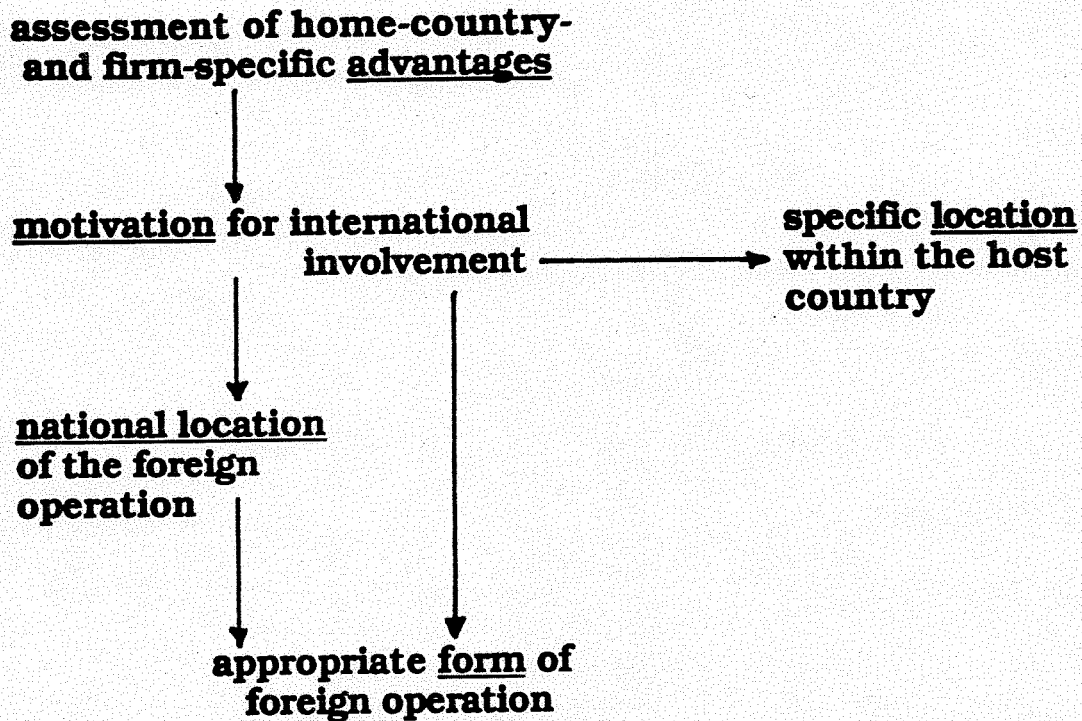 assessment of home-country-
and firm-specific advantages
motivation for international
involvement
specific location
within the host
country
national location
of the foreign
operation
appropriate form of
foreign operation